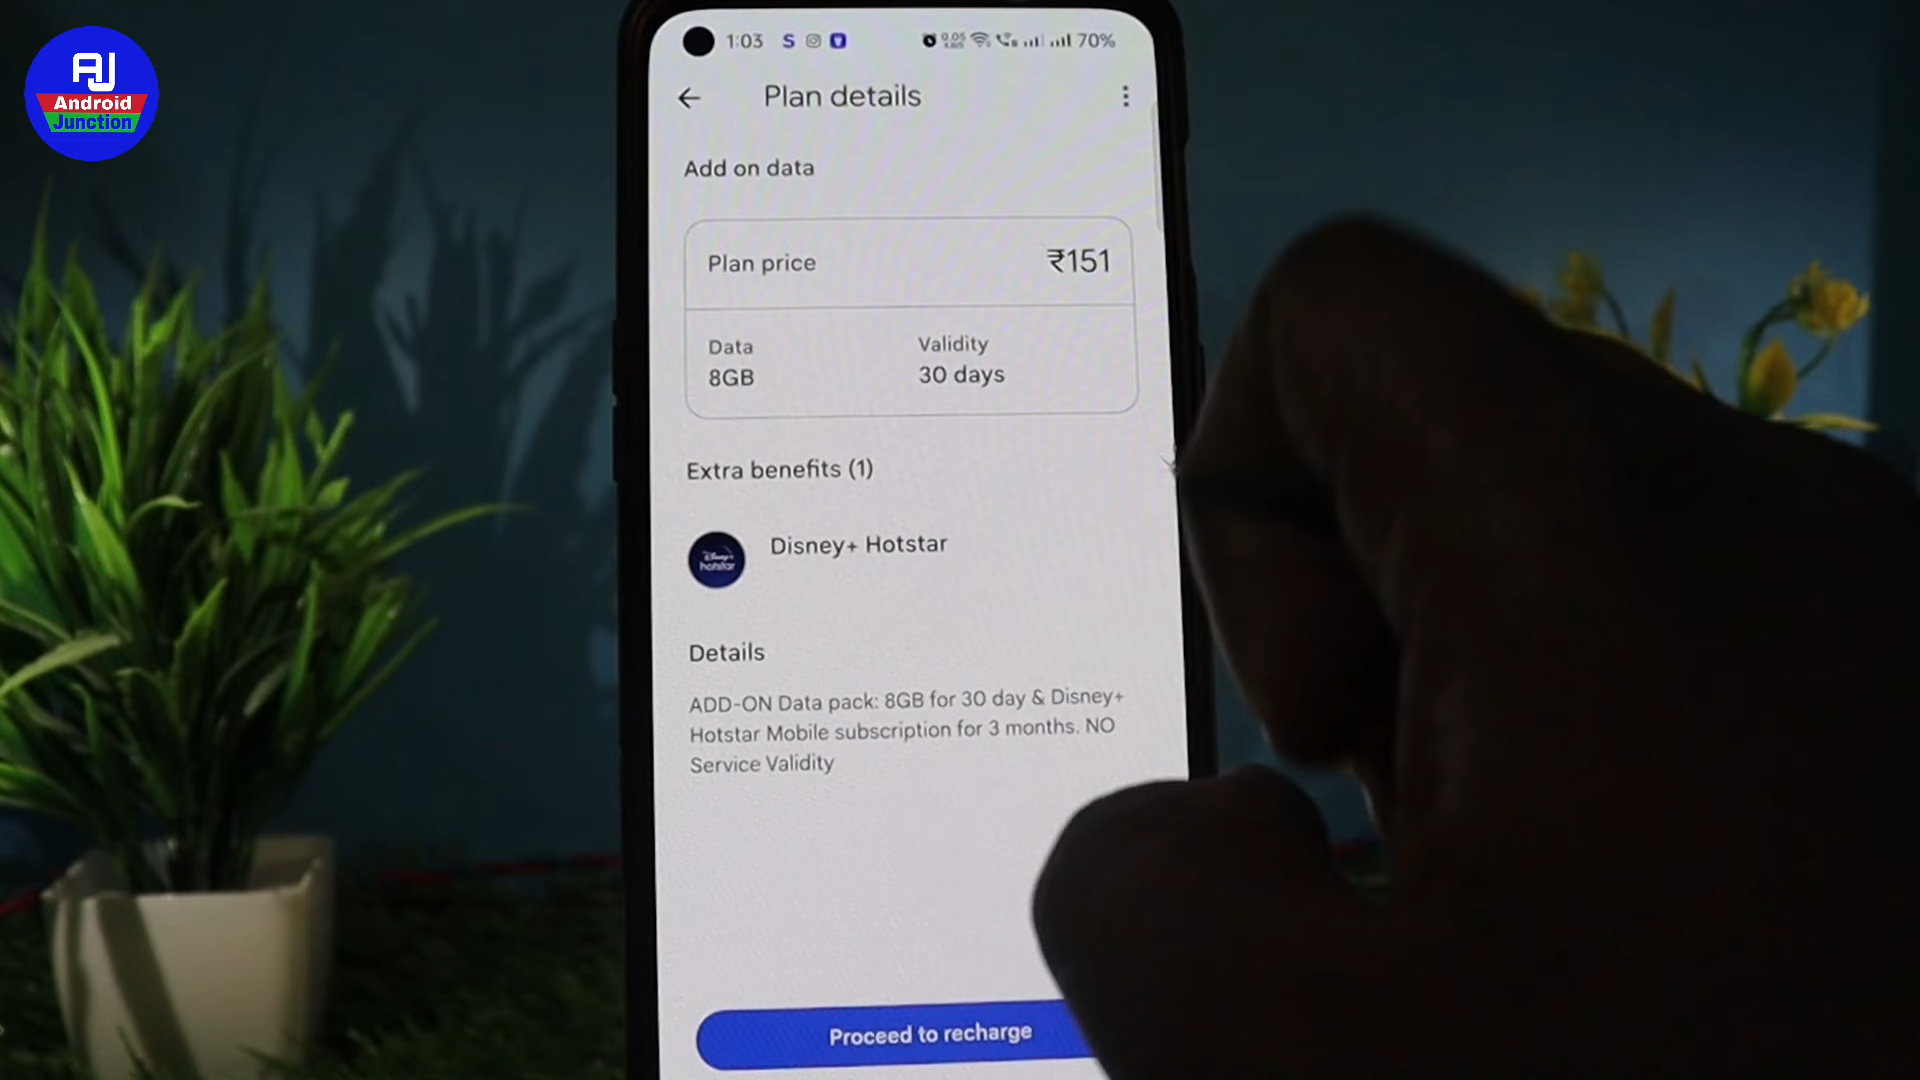 AJ
Android
Junction
1:03
S
70%
Plan details
Add on data
Plan price ₹151
Data Validity
8GB 30 days
Extra benefits (1)
Disney+ hotstar
Disney+ Hotstar
Details
ADD-ON Data pack: 8GB for 30 day & Disney+
Hotstar Mobile subscription for 3 months. NO
Service Validity
Proceed to recharge